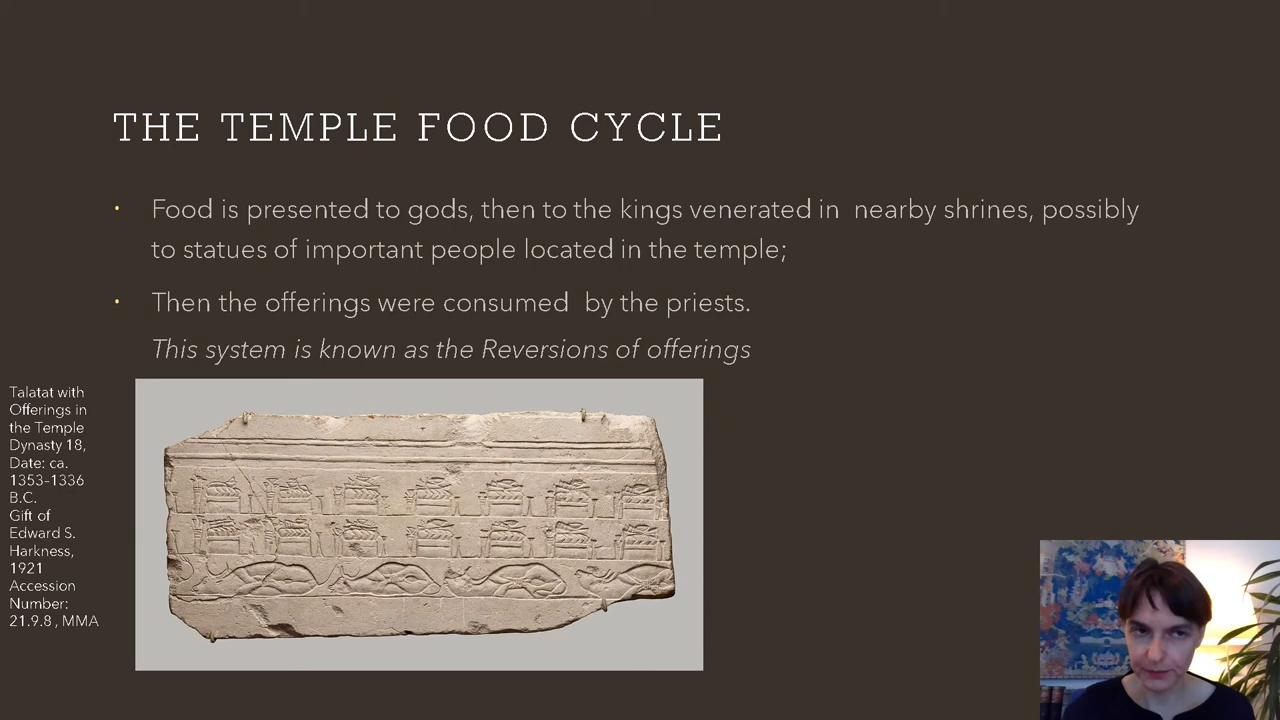 THE TEMPLE FOOD CYCLE
• Food is presented to gods, then to the kings venerated in  nearby shrines, possibly
to statues of important people located in the temple;
• Then the offerings were consumed  by the priests.
This system is known as the Reversions of offerings
Talatat with
Offerings in
the Temple
Dynasty 18,
Date: ca.
1353-1336
B.C.
Gift of
Edward S.
Harkness,
1921
Accession
Number:
21.9.8 , MMA